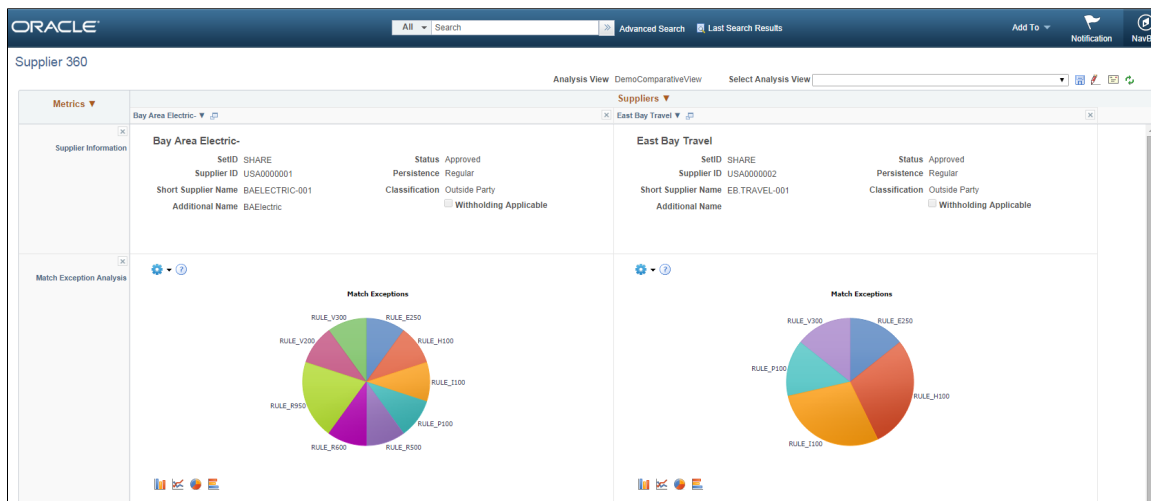 ORACLE
All Search Advanced Search Last Search Results Add To Notification NavB
Supplier 360
Analysis View DemoComparativeView Select Analysis View
Metrics Suppliers
Bay Area Electric- East Bay Travel
Supplier Information
Bay Area Electric-
SetID SHARE Status Approved
Supplier ID USA0000001 Persistence Regular
Short Supplier Name BAELECTRIC-001 Classification Outside Party
Additional Name BAElectric Withholding Applicable
East Bay Travel
SetID SHARE Status Approved
Supplier ID USA0000002 Persistence Regular
Short Supplier Name EB.TRAVEL-001 Classification Outside Party
Additional Name Withholding Applicable
Match Exception Analysis
Match Exceptions
RULE_V300 RULE_E250
RULE_V200 RULE_H100
RULE_I100
RULE_R950
RULE_P100
RULE_R600 RULE_R500
Match Exceptions
RULE_V300 RULE_E250
RULE_P100
RULE_H100
RULE_I100